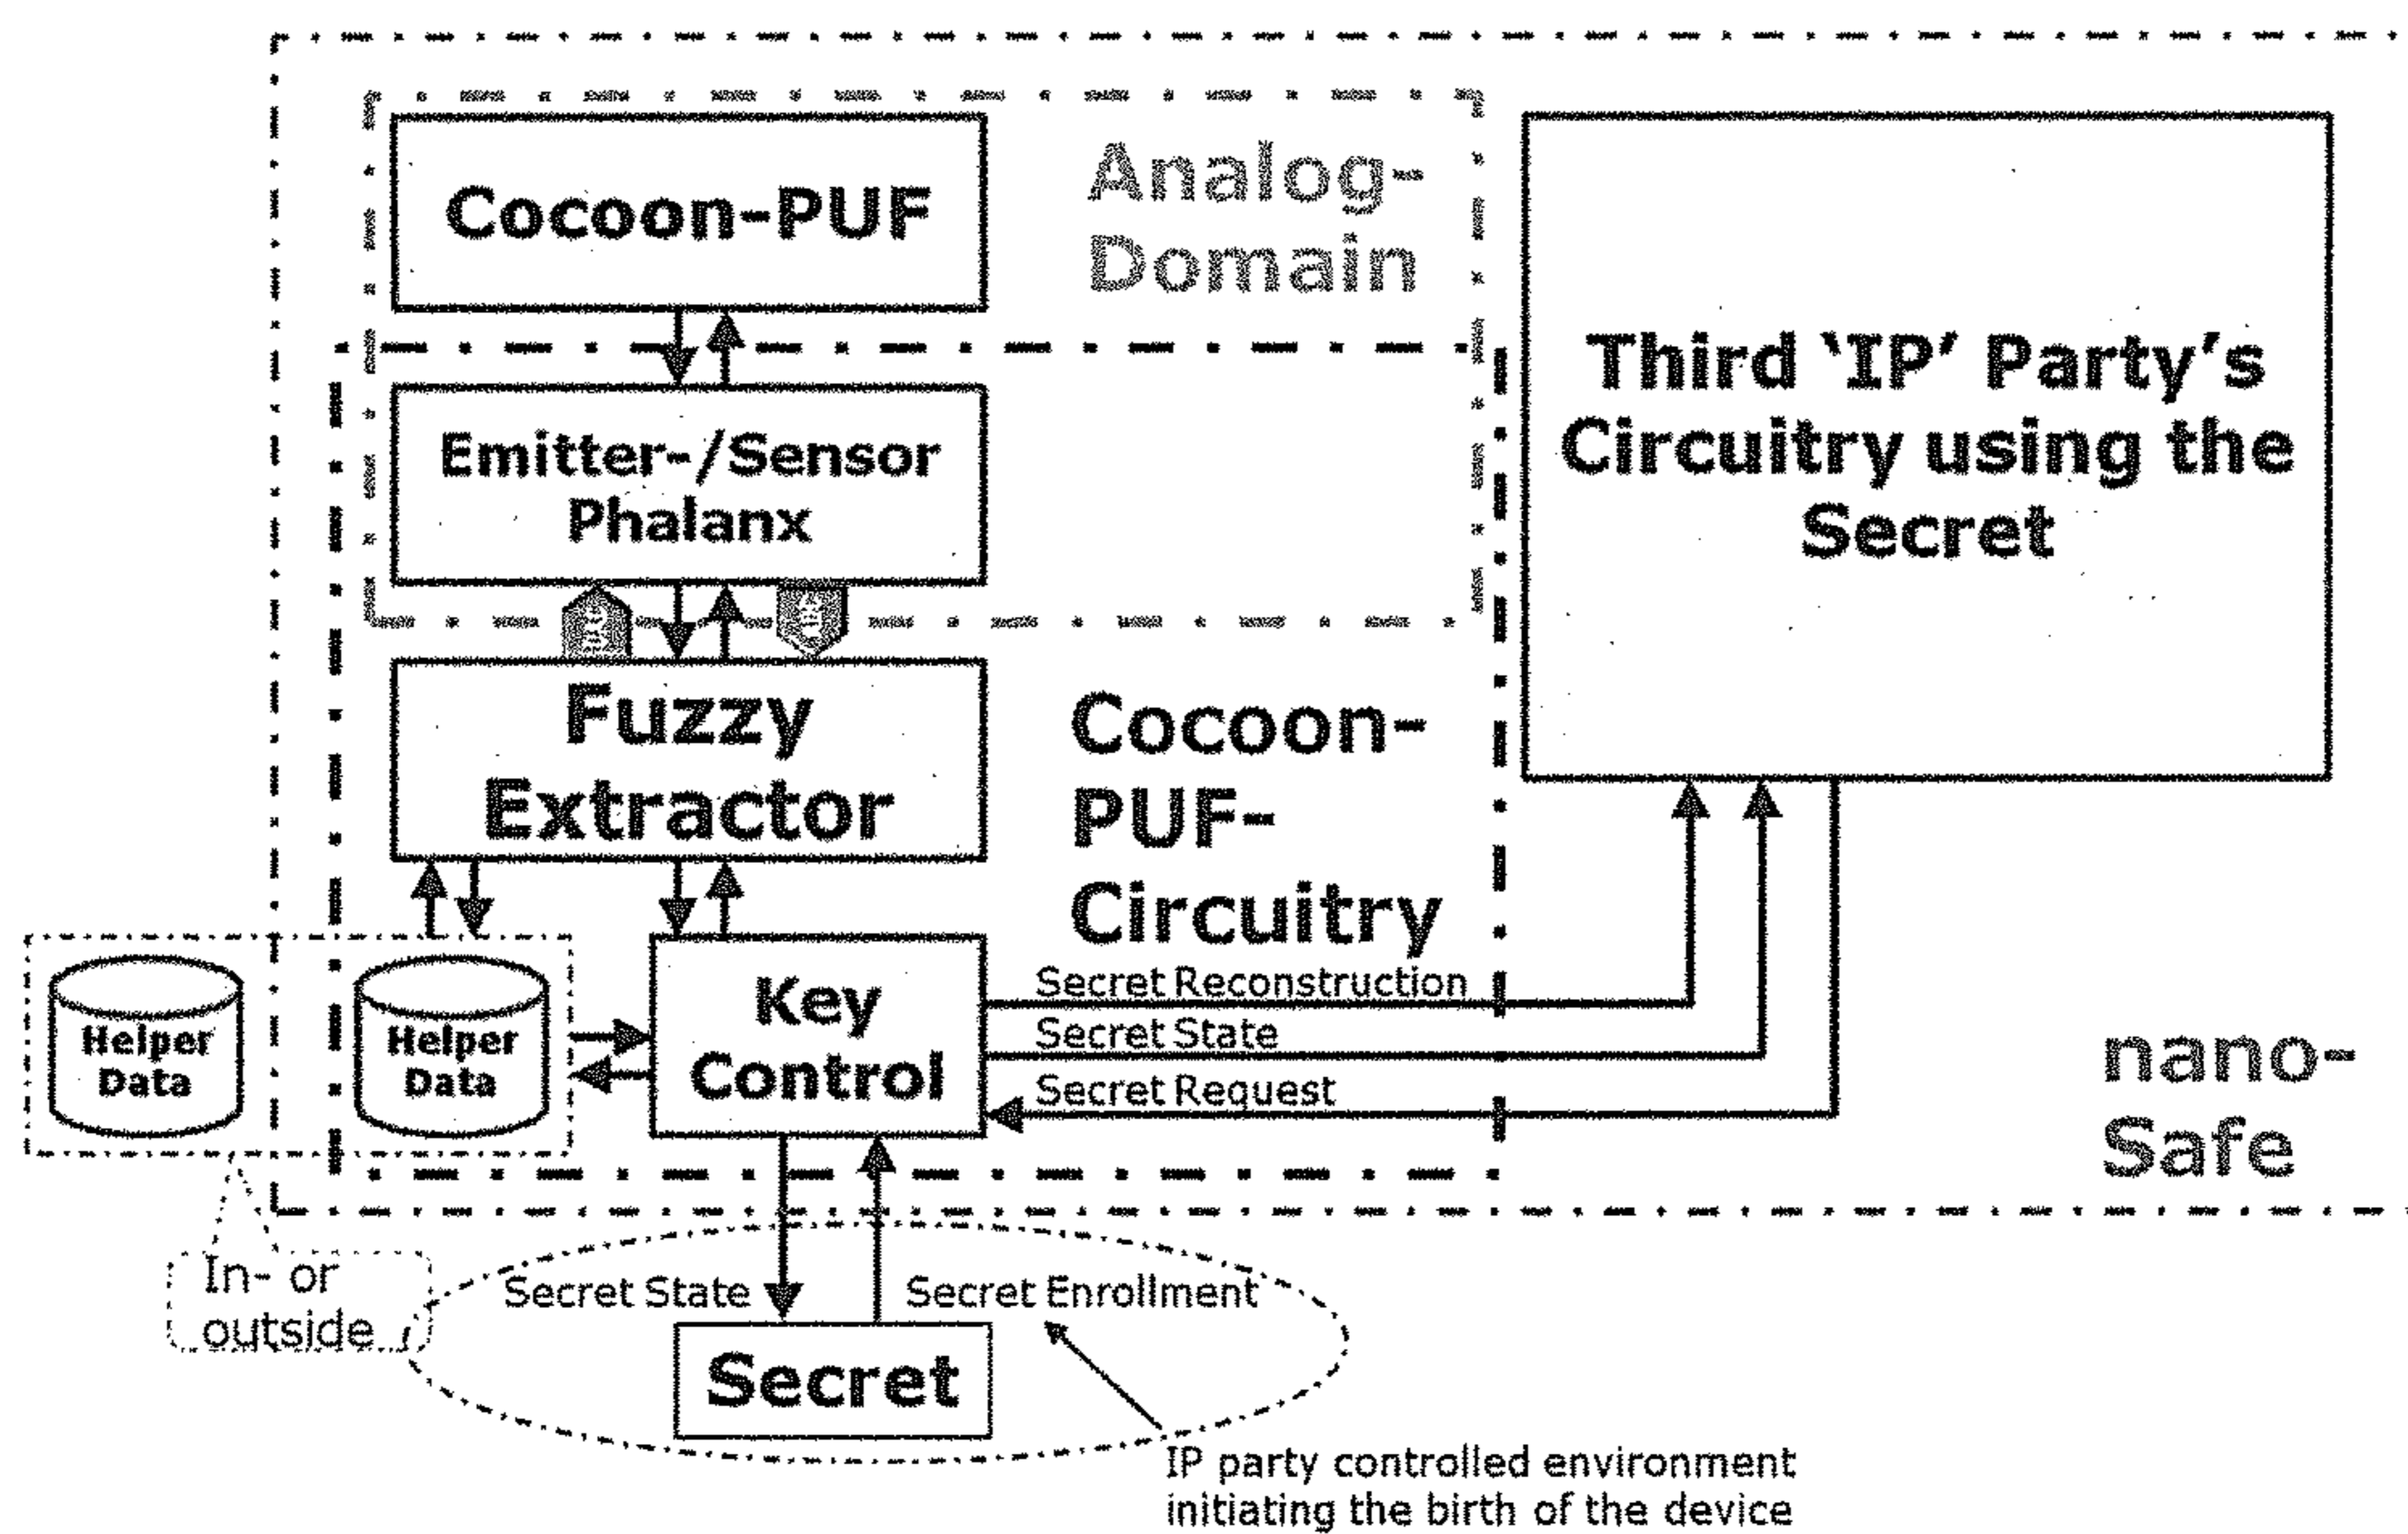 Cocoon-PUF
Analog-
Domain
Emitter-/Sensor
Phalanx
Third ‘IP’ Party’s
Circuitry using the
Secret
Fuzzy
Extractor
Cocoon-
PUF-
Circuitry
Helper
Data
Helper
Data
Key
Control
Secret Reconstruction
Secret State
Secret Request
nano-
Safe
In- or
outside
Secret State
Secret Enrollment
Secret
IP party controlled environment
initiating the birth of the device